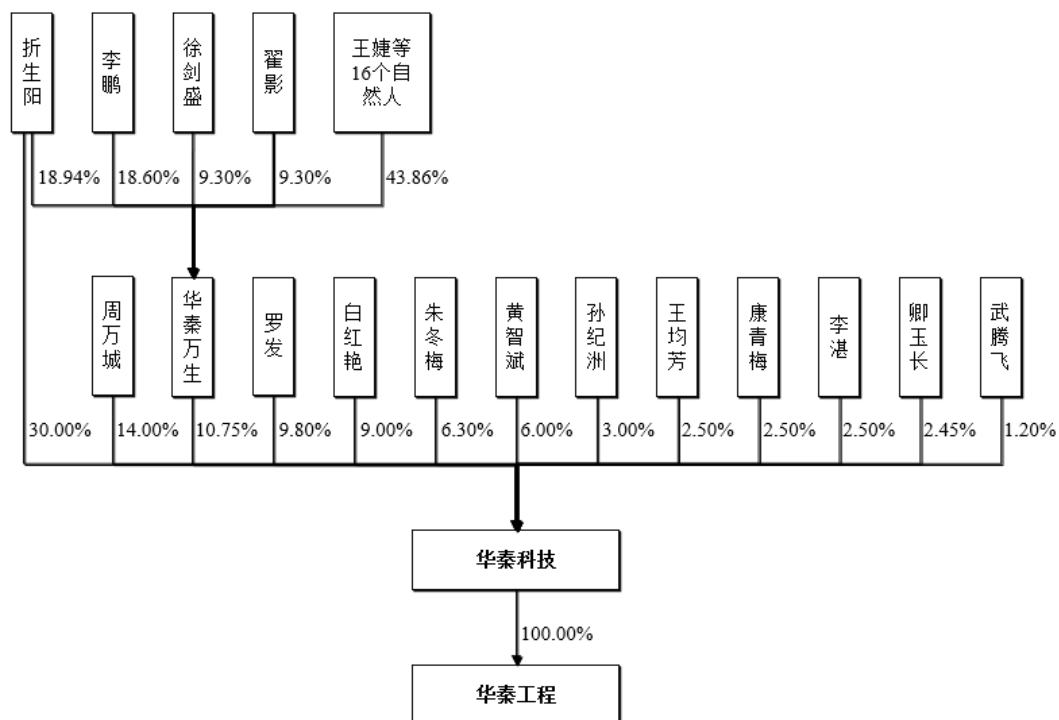 折
生
阳
李
鹏
徐
剑
盛
翟
影
王婕等
16个自
然人
18.94%
18.60%
9.30%
9.30%
43.86%
周
万
城
华
秦
万
生
罗
发
白
红
艳
朱
冬
梅
黄
智
斌
孙
纪
洲
王
均
芳
康
青
梅
李
湛
卿
玉
长
武
腾
飞
30.00%
14.00%
10.75%
9.80%
9.00%
6.30%
6.00%
3.00%
2.50%
2.50%
2.50%
2.45%
1.20%
华秦科技
100.00%
华秦工程